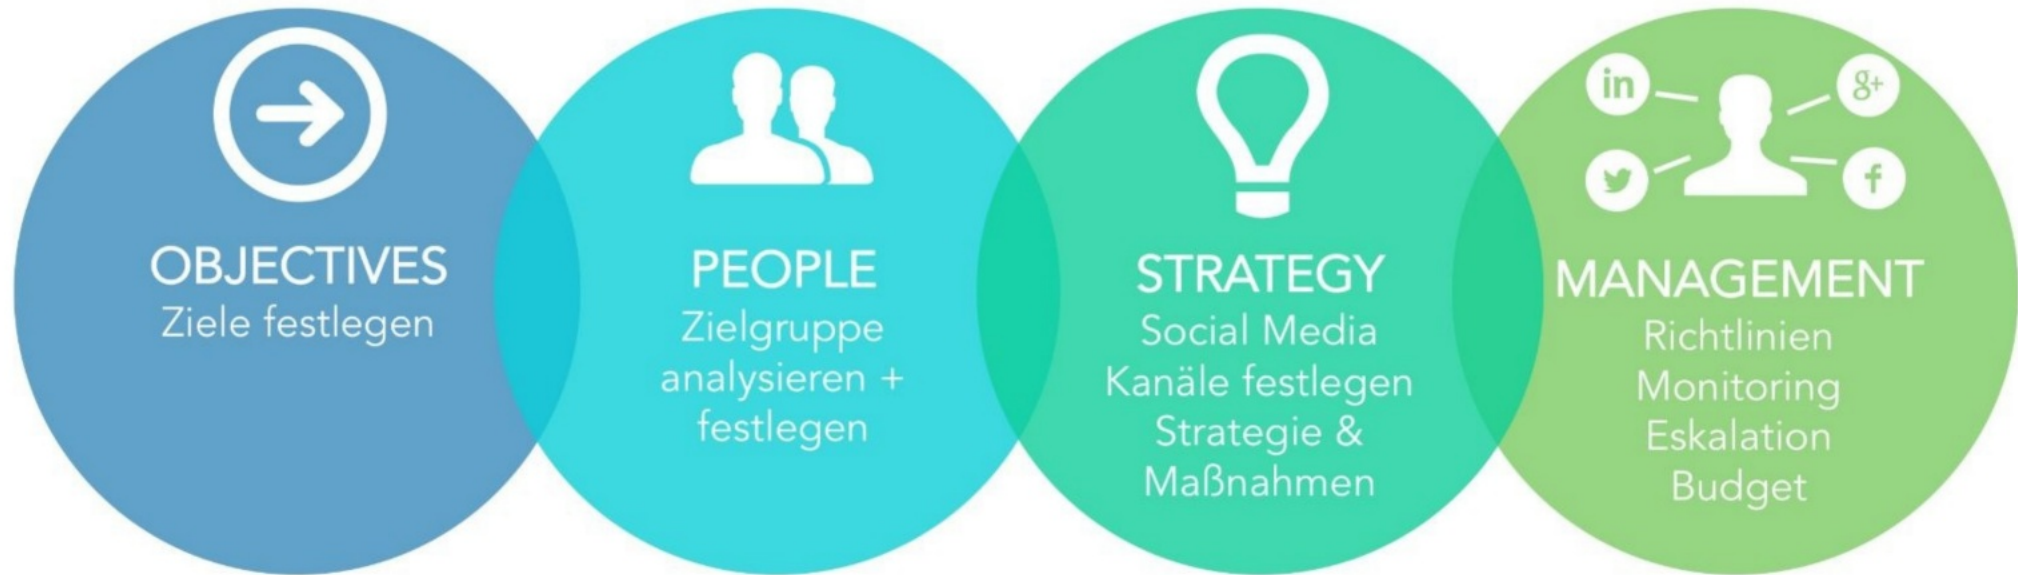 OBJECTIVES
Ziele festlegen
PEOPLE
Zielgruppe
analysieren +
festlegen
STRATEGY
Social Media
Kanäle festlegen
Strategie &
Maßnahmen
in
g+
f
MANAGEMENT
Richtlinien
Monitoring
Eskalation
Budget